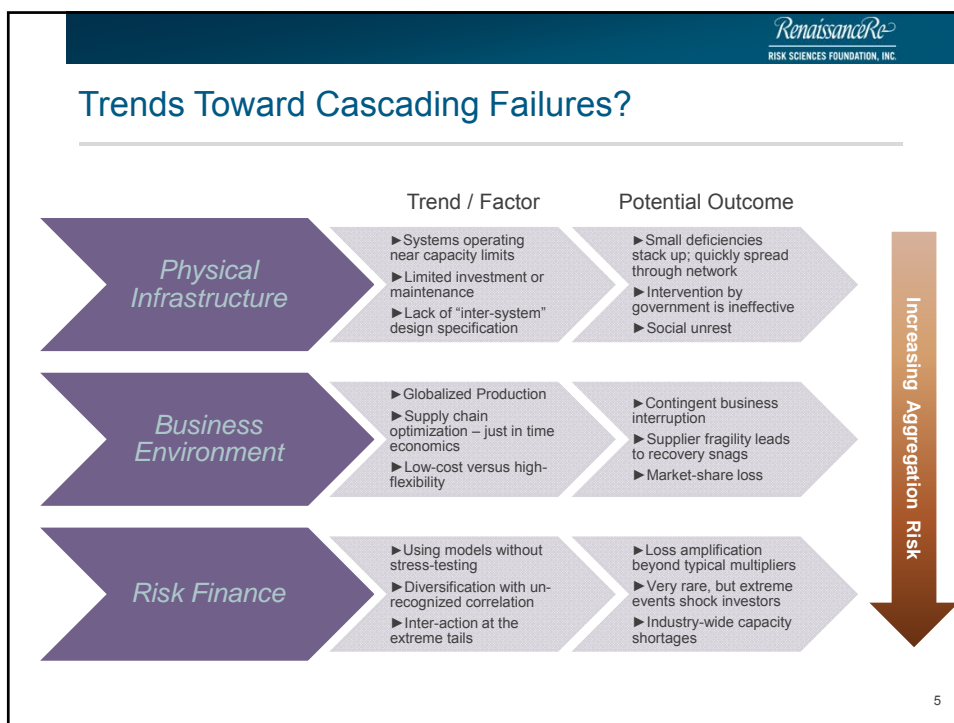 RenaissanceRe
RISK SCIENCES FOUNDATION, INC.
Trends Toward Cascading Failures?
Trend / Factor
Potential Outcome
Physical
Infrastructure
►Systems operating
near capacity limits
►Limited investment or
maintenance
►Lack of “inter-system”
design specification
►Small deficiencies
stack up; quickly spread
through network
►Intervention by
government is ineffective
►Social unrest
Business
Environment
►Globalized Production
►Supply chain
optimization – just in time
economics
►Low-cost versus high-
flexibility
►Contingent business
interruption
►Supplier fragility leads
to recovery snags
►Market-share loss
Risk Finance
►Using models without
stress-testing
►Diversification with un-
recognized correlation
►Inter-action at the
extreme tails
►Loss amplification
beyond typical multipliers
►Very rare, but extreme
events shock investors
►Industry-wide capacity
shortages
Increasing Aggregation Risk
5